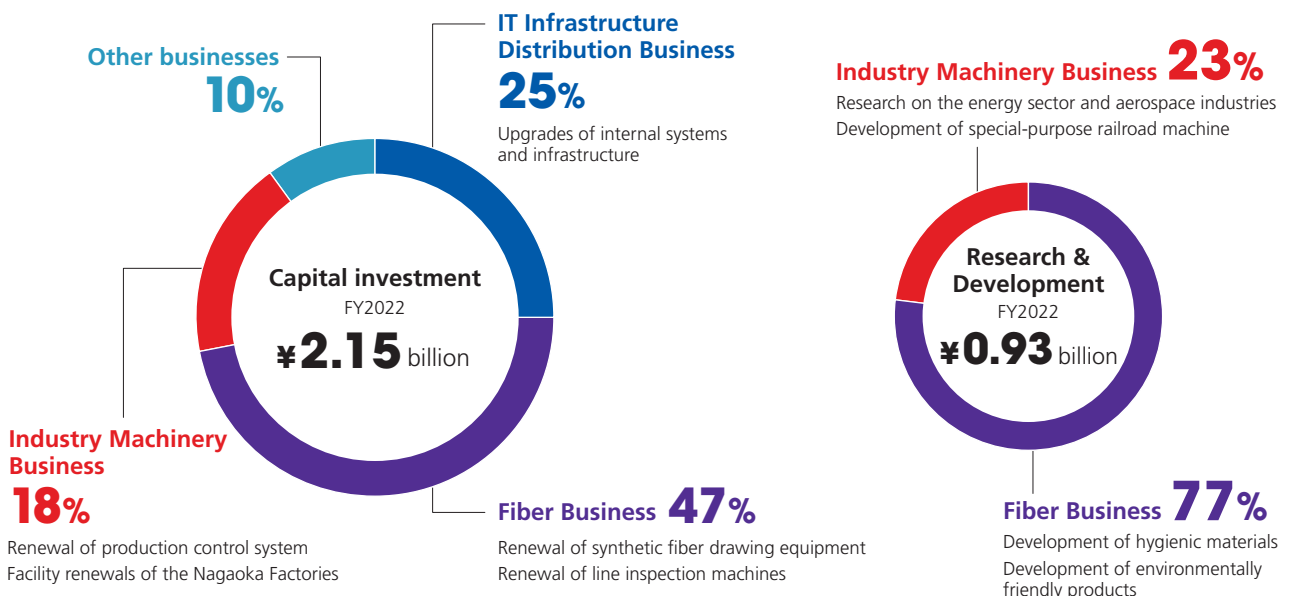 Other businesses
10%
IT Infrastructure
Distribution Business
25%
Upgrades of internal systems
and infrastructure
Capital investment
FY2022
¥2.15 billion
Industry Machinery
Business
18%
Renewal of production control system
Facility renewals of the Nagaoka Factories
Fiber Business 47%
Renewal of synthetic fiber drawing equipment
Renewal of line inspection machines
Industry Machinery Business 23%
Research on the energy sector and aerospace industries
Development of special-purpose railroad machine
Research &
Development
FY2022
¥0.93 billion
Fiber Business 77%
Development of hygienic materials
Development of environmentally
friendly products